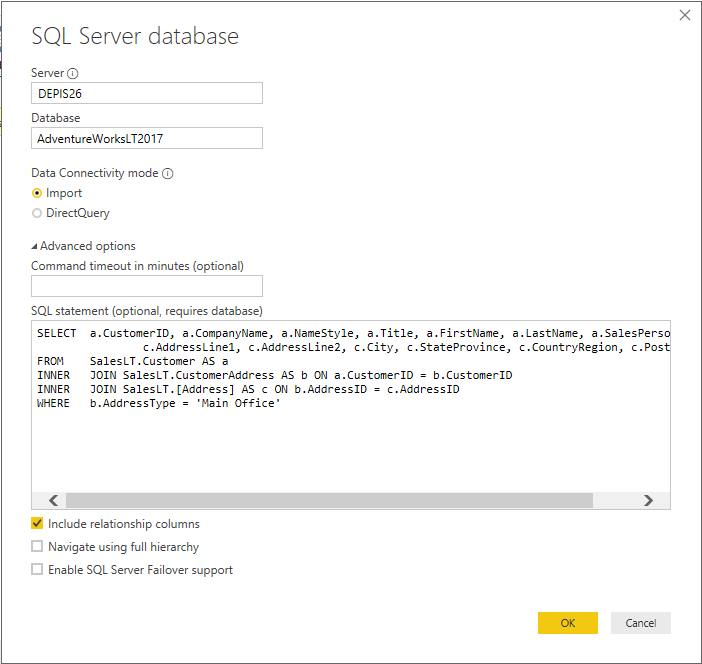 SQL Server database
Server
DEPIS26
Database
AdventureWorksLT2017
Data Connectivity mode
Import
DirectQuery
Advanced options
Command timeout in minutes (optional)
SQL statement (optional, requires database)
SELECT  a.CustomerID, a.CompanyName, a.NameStyle, a.Title, a.FirstName, a.LastName, a.SalesPerso
c.AddressLine1, c.AddressLine2, c.City, c.StateProvince, c.CountryRegion, c.Post
FROM    SalesLT.Customer AS a
INNER   JOIN SalesLT.CustomerAddress AS b ON a.CustomerID = b.CustomerID
INNER   JOIN SalesLT.[Address] AS c ON b.AddressID = c.AddressID
WHERE   b.AddressType = 'Main Office'
Include relationship columns
Navigate using full hierarchy
Enable SQL Server Failover support
OK Cancel